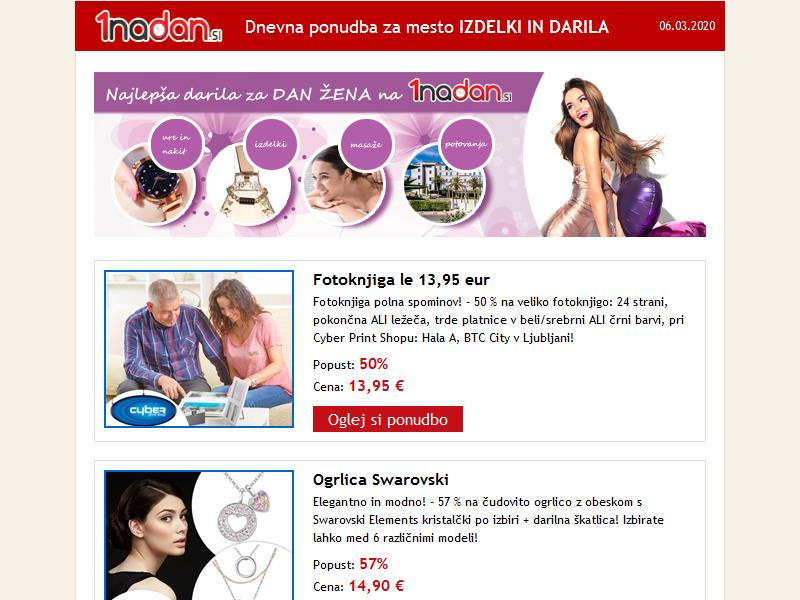 1nadan.si
Dnevna ponudba za mesto IZDELKI IN DARILA
06.03.2020
Najlepša darila za DAN ŽENA na 1nadan.si
ure in
nakit
izdelki
masaže
potovanja
Fotoknjiga le 13,95 eur
Fotoknjiga polna spominov! - 50 % na veliko fotoknjigo: 24 strani,
pokončna ALI ležeča, trde platnice v beli/srebrni ALI črni barvi, pri
Cyber Print Shopu: Hala A, BTC City v Ljubljani!
Popust: 50%
Cena: 13,95 €
cyber
Oglej si ponudbo
Ogrlica Swarovski
Elegantno in modno! - 57 % na čudovito ogrlico z obeskom s
Swarovski Elements kristalčki po izbiri + darilna škatlica! Izbirate
lahko med 6 različnimi modeli!
Popust: 57%
Cena: 14,90 €